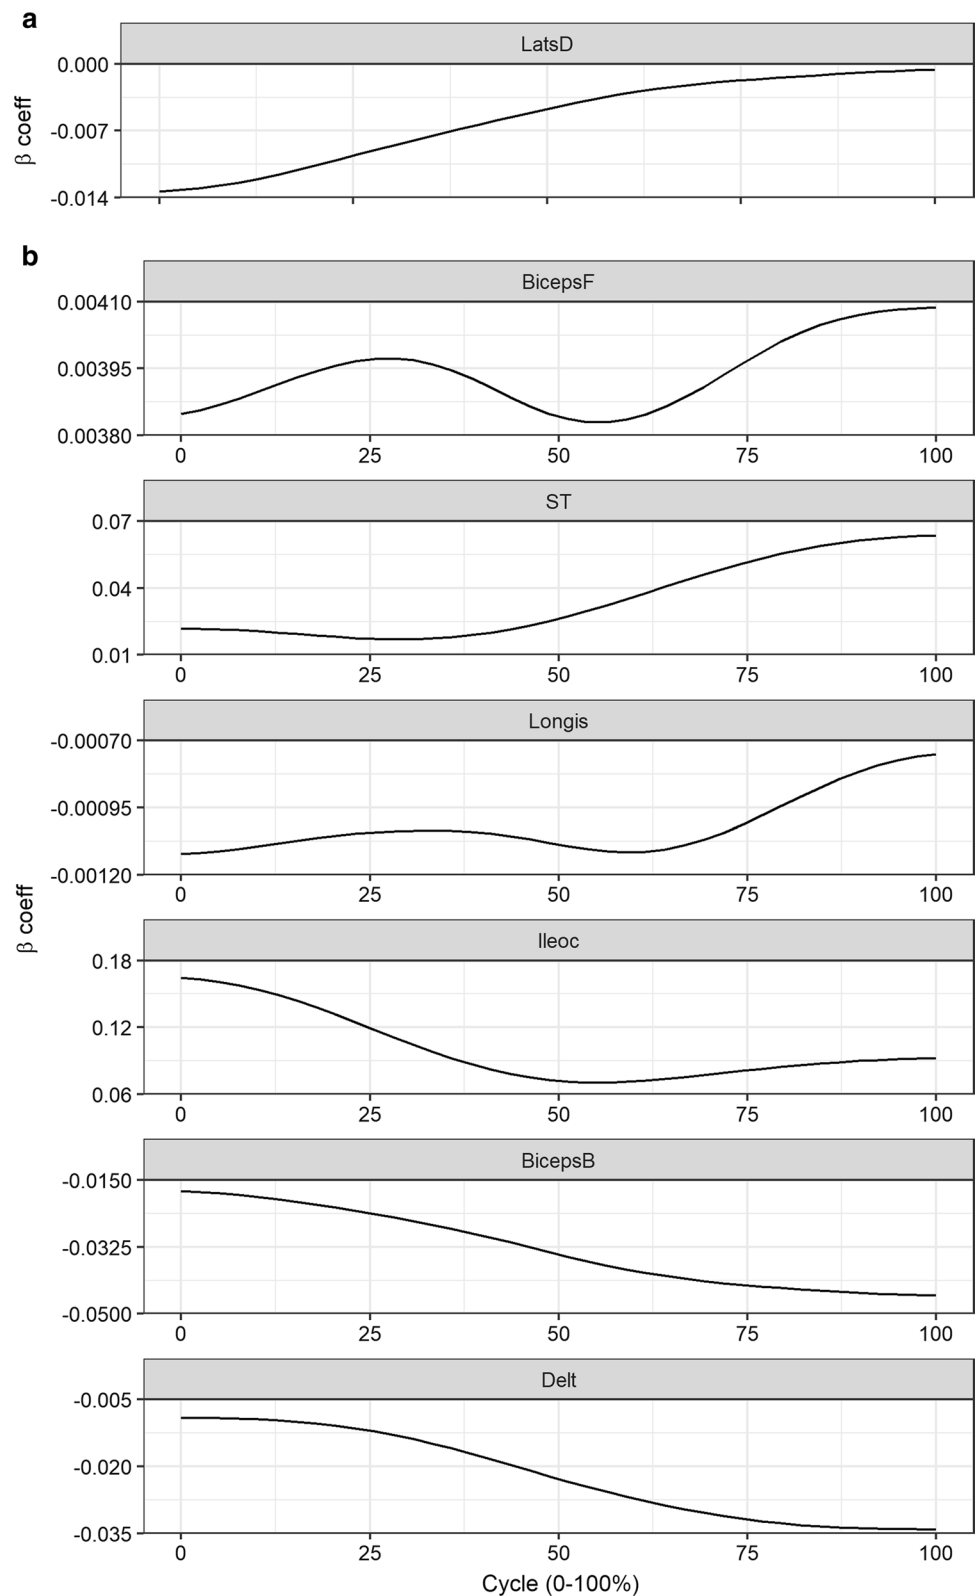 a
LatsD
0.000
-0.007
-0.014
β coeff
b
BicepsF
0.00410
0.00395
0.00380
0 25 50 75 100
ST
0.07
0.04
0.01
0 25 50 75 100
Longis
-0.00070
-0.00095
-0.00120
0 25 50 75 100
β coeff
Ileoc
0.18
0.12
0.06
0 25 50 75 100
BicepsB
-0.0150
-0.0325
-0.0500
0 25 50 75 100
Delt
-0.005
-0.020
-0.035
0 25 50 75 100
Cycle (0-100%)